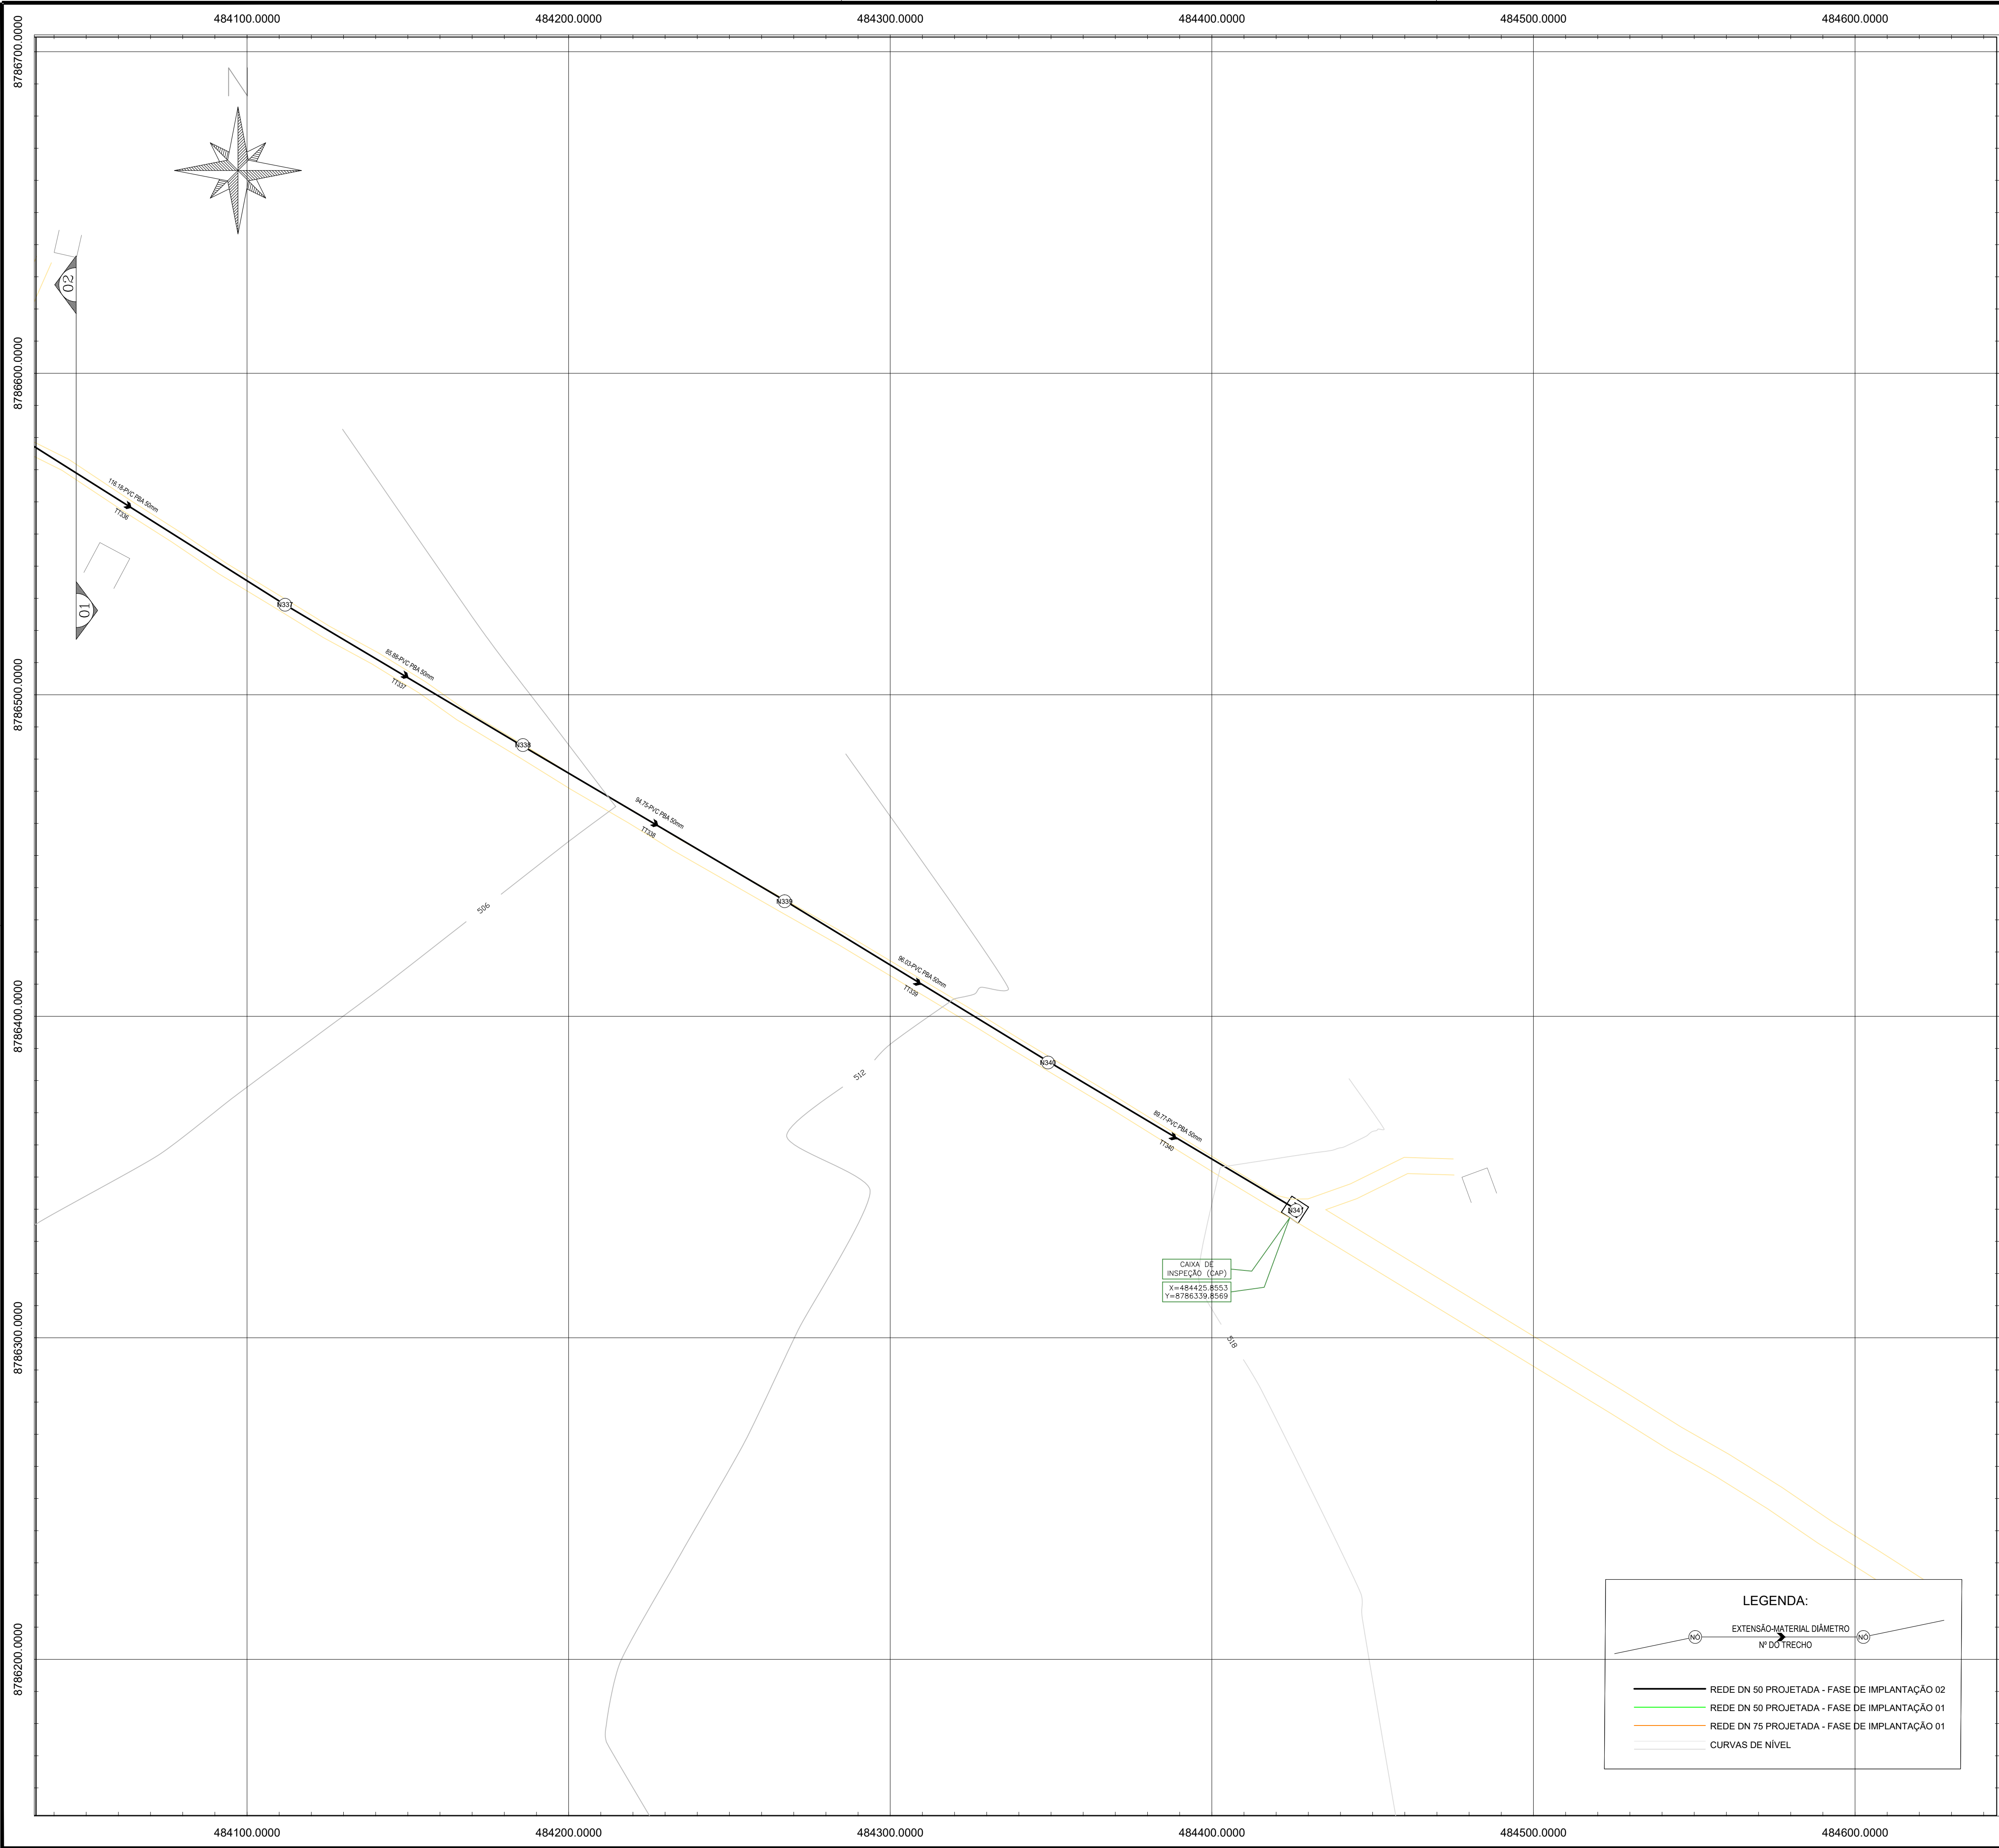 484100.0000
484200.0000
484300.0000
484400.0000
484500.0000
484600.0000
8786700.0000
N
02
8786600.0000
118.18-PVC PBA 50mm
TT336
N337
01
85.88-PVC PBA 50mm
TT337
8786500.0000
N338
94.75-PVC PBA 50mm
TT338
N339
506
96.03-PVC PBA 50mm
TT339
8786400.0000
N340
512
89.77-PVC PBA 50mm
TT340
N341
CAIXA DE
INSPEÇÃO (CAP)
X=484425.8553
Y=8786339.8569
518
8786300.0000
8786200.0000
LEGENDA:
EXTENSÃO-MATERIAL DIÂMETRO
NÓ
NÓ
Nº DO TRECHO
REDE DN 50 PROJETADA - FASE DE IMPLANTAÇÃO 02
REDE DN 50 PROJETADA - FASE DE IMPLANTAÇÃO 01
REDE DN 75 PROJETADA - FASE DE IMPLANTAÇÃO 01
CURVAS DE NÍVEL
484100.0000
484200.0000
484300.0000
484400.0000
484500.0000
484600.0000